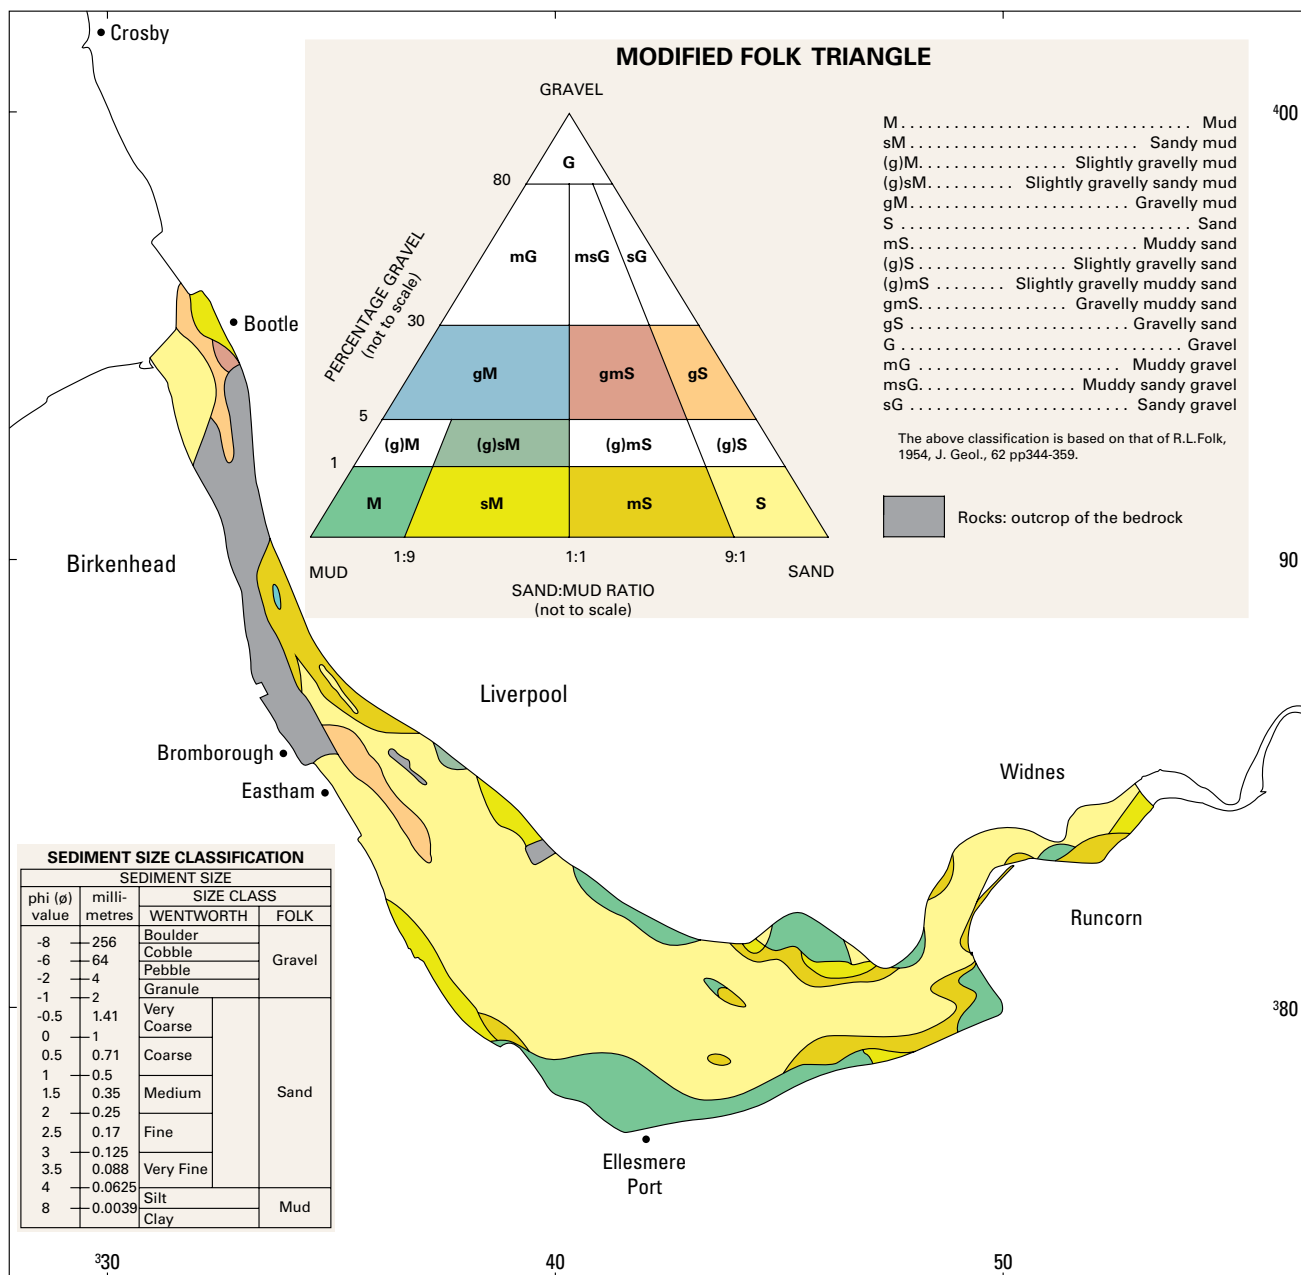 Crosby
MODIFIED FOLK TRIANGLE
GRAVEL
⁴00
G
80
mG
msG
sG
PERCENTAGE GRAVEL
(not to scale)
30
gM
gmS
gS
5
(g)M
(g)sM
(g)mS
(g)S
1
M
sM
mS
S
1:9
1:1
9:1
MUD
SAND
SAND:MUD RATIO
(not to scale)
M . . . . . . . . . . . . . . . . . . . . . . . . . . . . . . . . Mud
sM . . . . . . . . . . . . . . . . . . . . . . . . . Sandy mud
(g)M. . . . . . . . . . . . . . . . . Slightly gravelly mud
(g)sM. . . . . . . . . . Slightly gravelly sandy mud
gM. . . . . . . . . . . . . . . . . . . . . . . . Gravelly mud
S . . . . . . . . . . . . . . . . . . . . . . . . . . . . . . . . Sand
mS. . . . . . . . . . . . . . . . . . . . . . . . . Muddy sand
(g)S . . . . . . . . . . . . . . . . . Slightly gravelly sand
(g)mS . . . . . . . . Slightly gravelly muddy sand
gmS. . . . . . . . . . . . . . . . Gravelly muddy sand
gS . . . . . . . . . . . . . . . . . . . . . . . . Gravelly sand
G . . . . . . . . . . . . . . . . . . . . . . . . . . . . . . Gravel
mG . . . . . . . . . . . . . . . . . . . . . . . Muddy gravel
msG. . . . . . . . . . . . . . . . . . Muddy sandy gravel
sG . . . . . . . . . . . . . . . . . . . . . . . . Sandy gravel
The above classification is based on that of R.L.Folk,
1954, J. Geol., 62 pp344-359.
Rocks: outcrop of the bedrock
Bootle
Birkenhead
90
Liverpool
Bromborough
Eastham
Widnes
Runcorn
³80
Ellesmere
Port
SEDIMENT SIZE CLASSIFICATION
SEDIMENT SIZE
phi (ø)
value
milli-
metres
SIZE CLASS
WENTWORTH
FOLK
-8 256
-6 64
-2 4
-1 2
-0.5 1.41
0 1
0.5 0.71
1 0.5
1.5 0.35
2 0.25
2.5 0.17
3 0.125
3.5 0.088
4 0.0625
8 0.0039
Boulder
Cobble
Pebble
Granule
Very
Coarse
Coarse
Medium
Fine
Very Fine
Silt
Clay
Gravel
Sand
Mud
³30
40
50